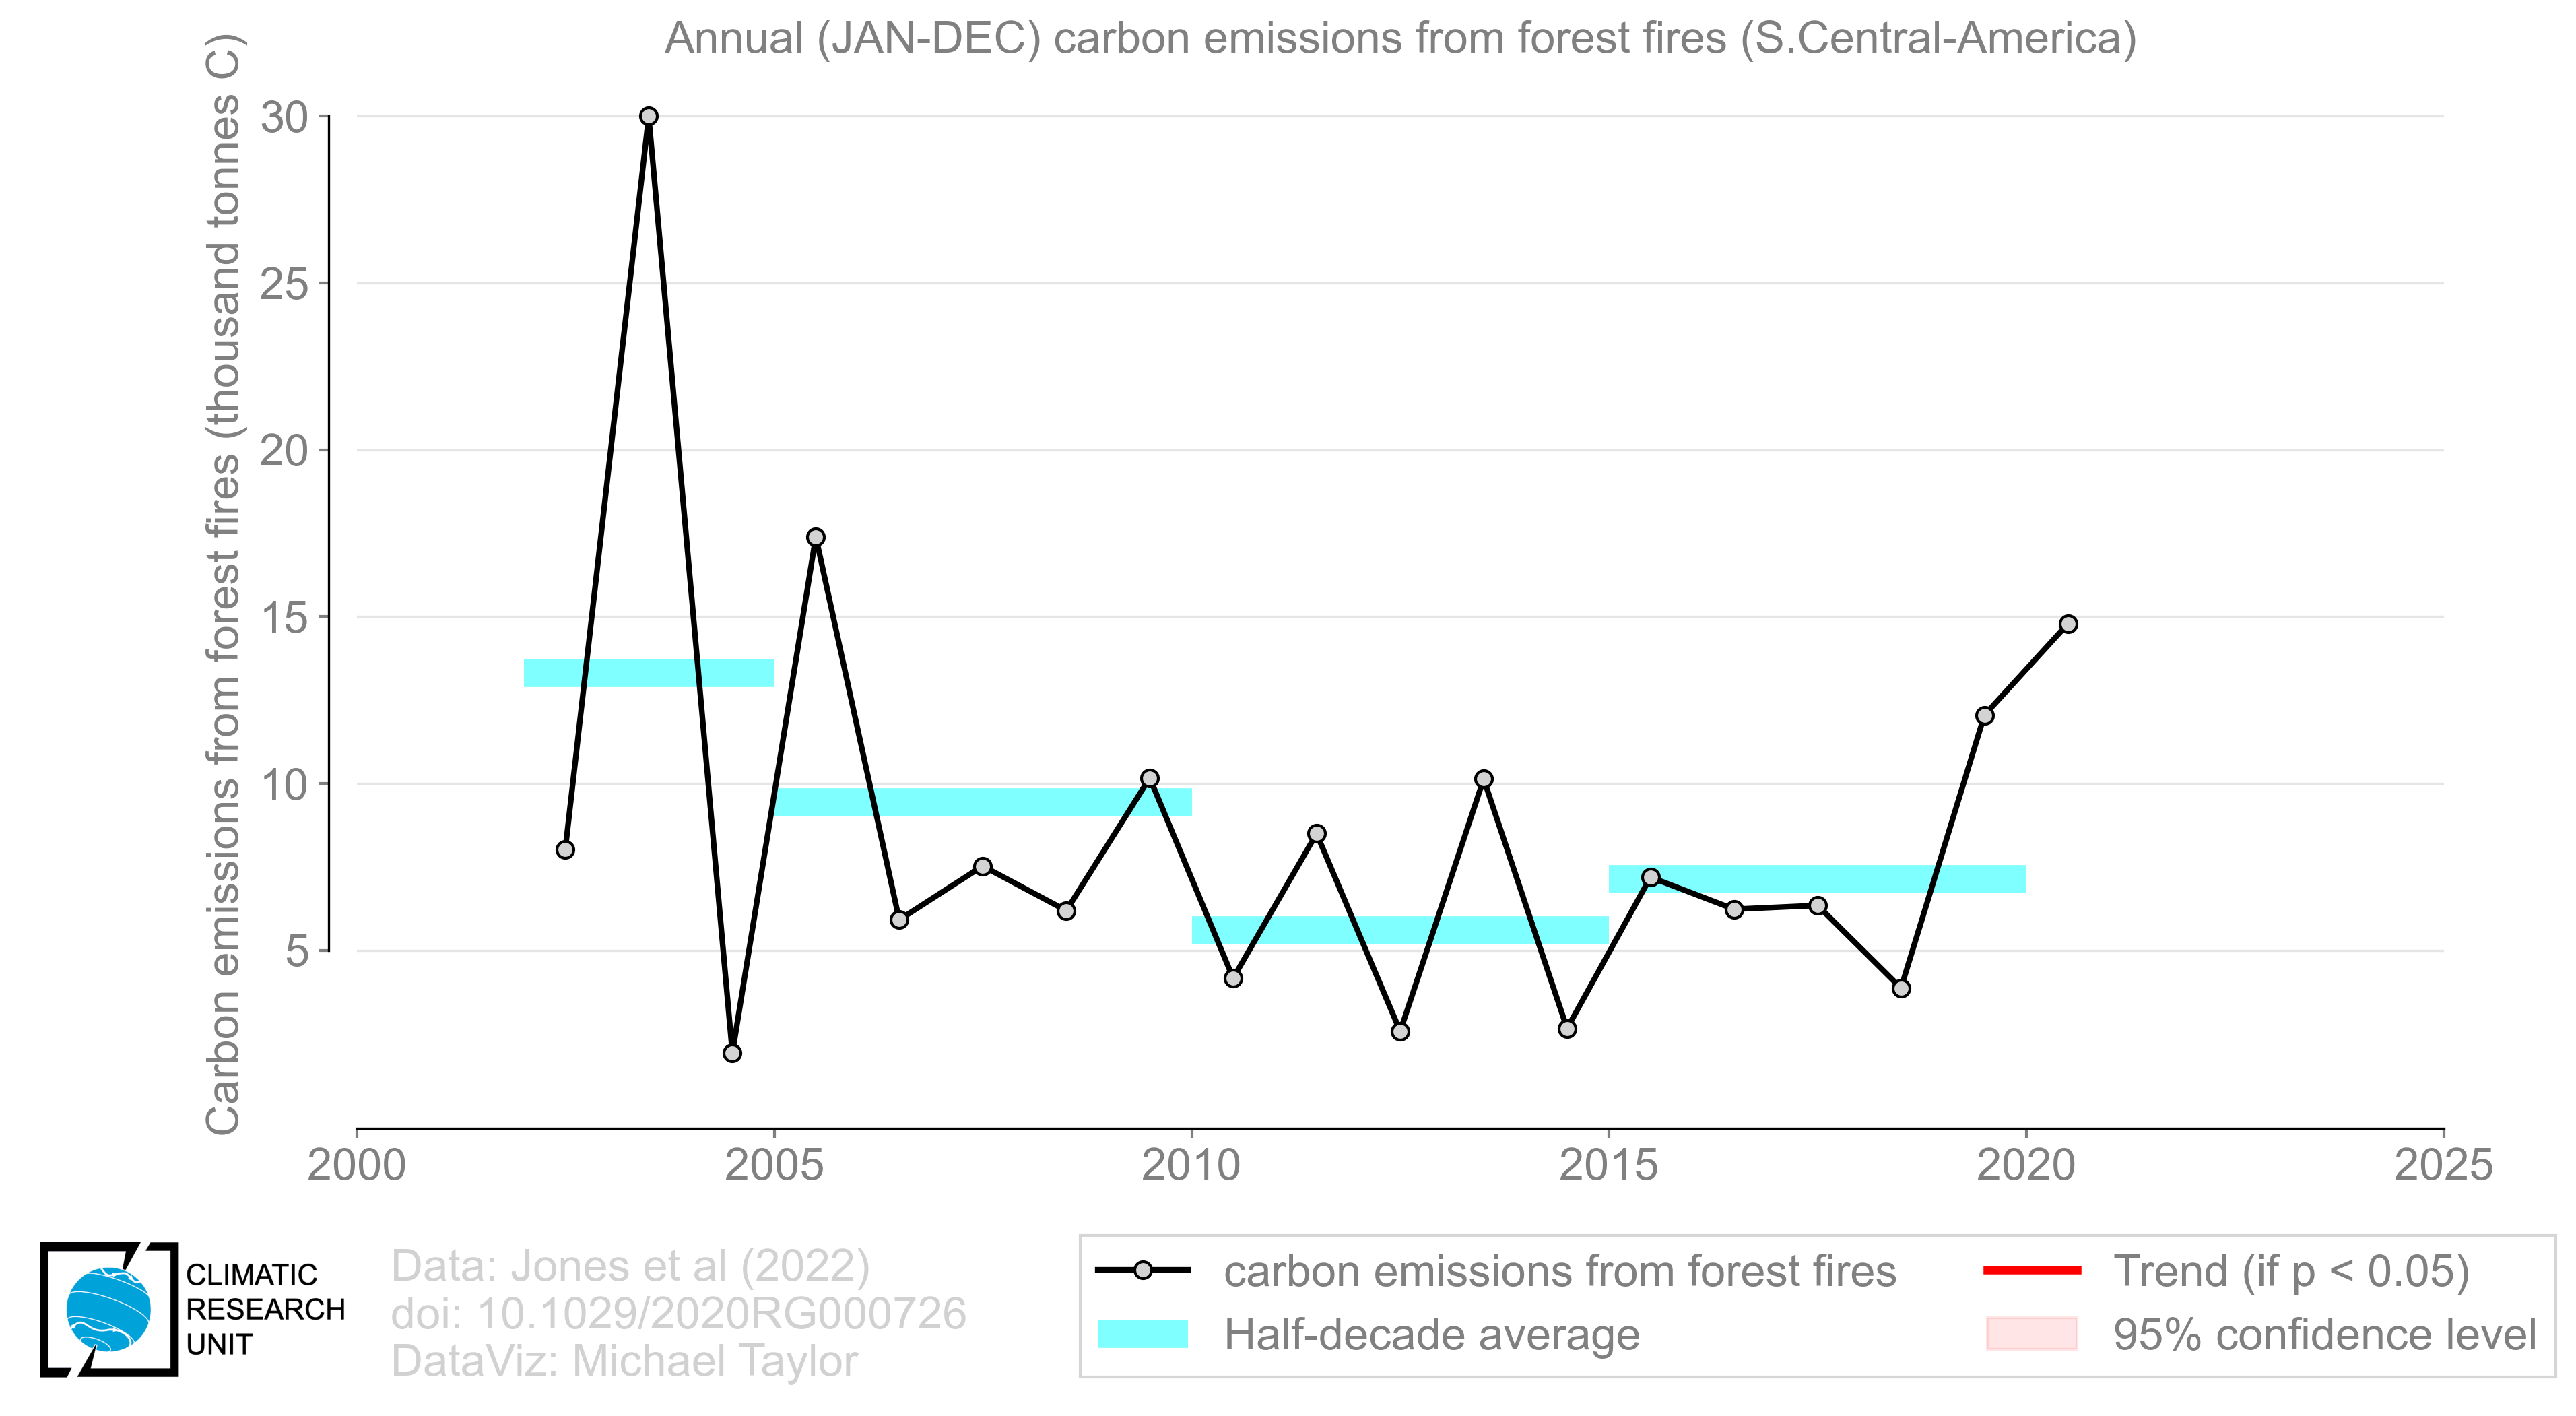 Annual (JAN-DEC) carbon emissions from forest fires (S.Central-America)
Carbon emissions from forest fires (thousand tonnes C)
30
25
20
15
10
5
2000
2005
2010
2015
2020
2025
CLIMATIC
RESEARCH
UNIT
Data: Jones et al (2022)
doi: 10.1029/2020RG000726
DataViz: Michael Taylor
carbon emissions from forest fires
Half-decade average
Trend (if p < 0.05)
95% confidence level